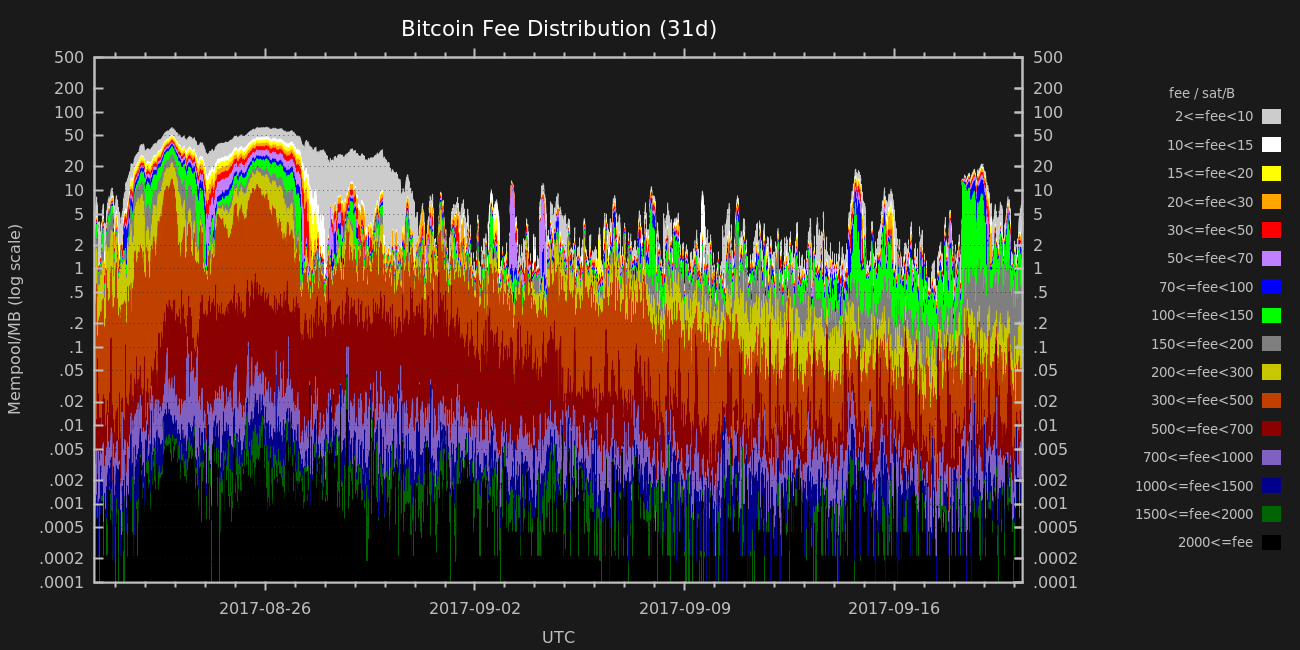 Bitcoin Fee Distribution (31d)
Mempool/MB (log scale)
500
200
100
50
20
10
5
2
1
.5
.2
.1
.05
.02
.01
.005
.002
.001
.0005
.0002
.0001
500
200
100
50
20
10
5
2
1
.5
.2
.1
.05
.02
.01
.005
.002
.001
.0005
.0002
.0001
2017-08-26
2017-09-02
2017-09-09
2017-09-16
UTC
fee / sat/B
2<=fee<10
10<=fee<15
15<=fee<20
20<=fee<30
30<=fee<50
50<=fee<70
70<=fee<100
100<=fee<150
150<=fee<200
200<=fee<300
300<=fee<500
500<=fee<700
700<=fee<1000
1000<=fee<1500
1500<=fee<2000
2000<=fee